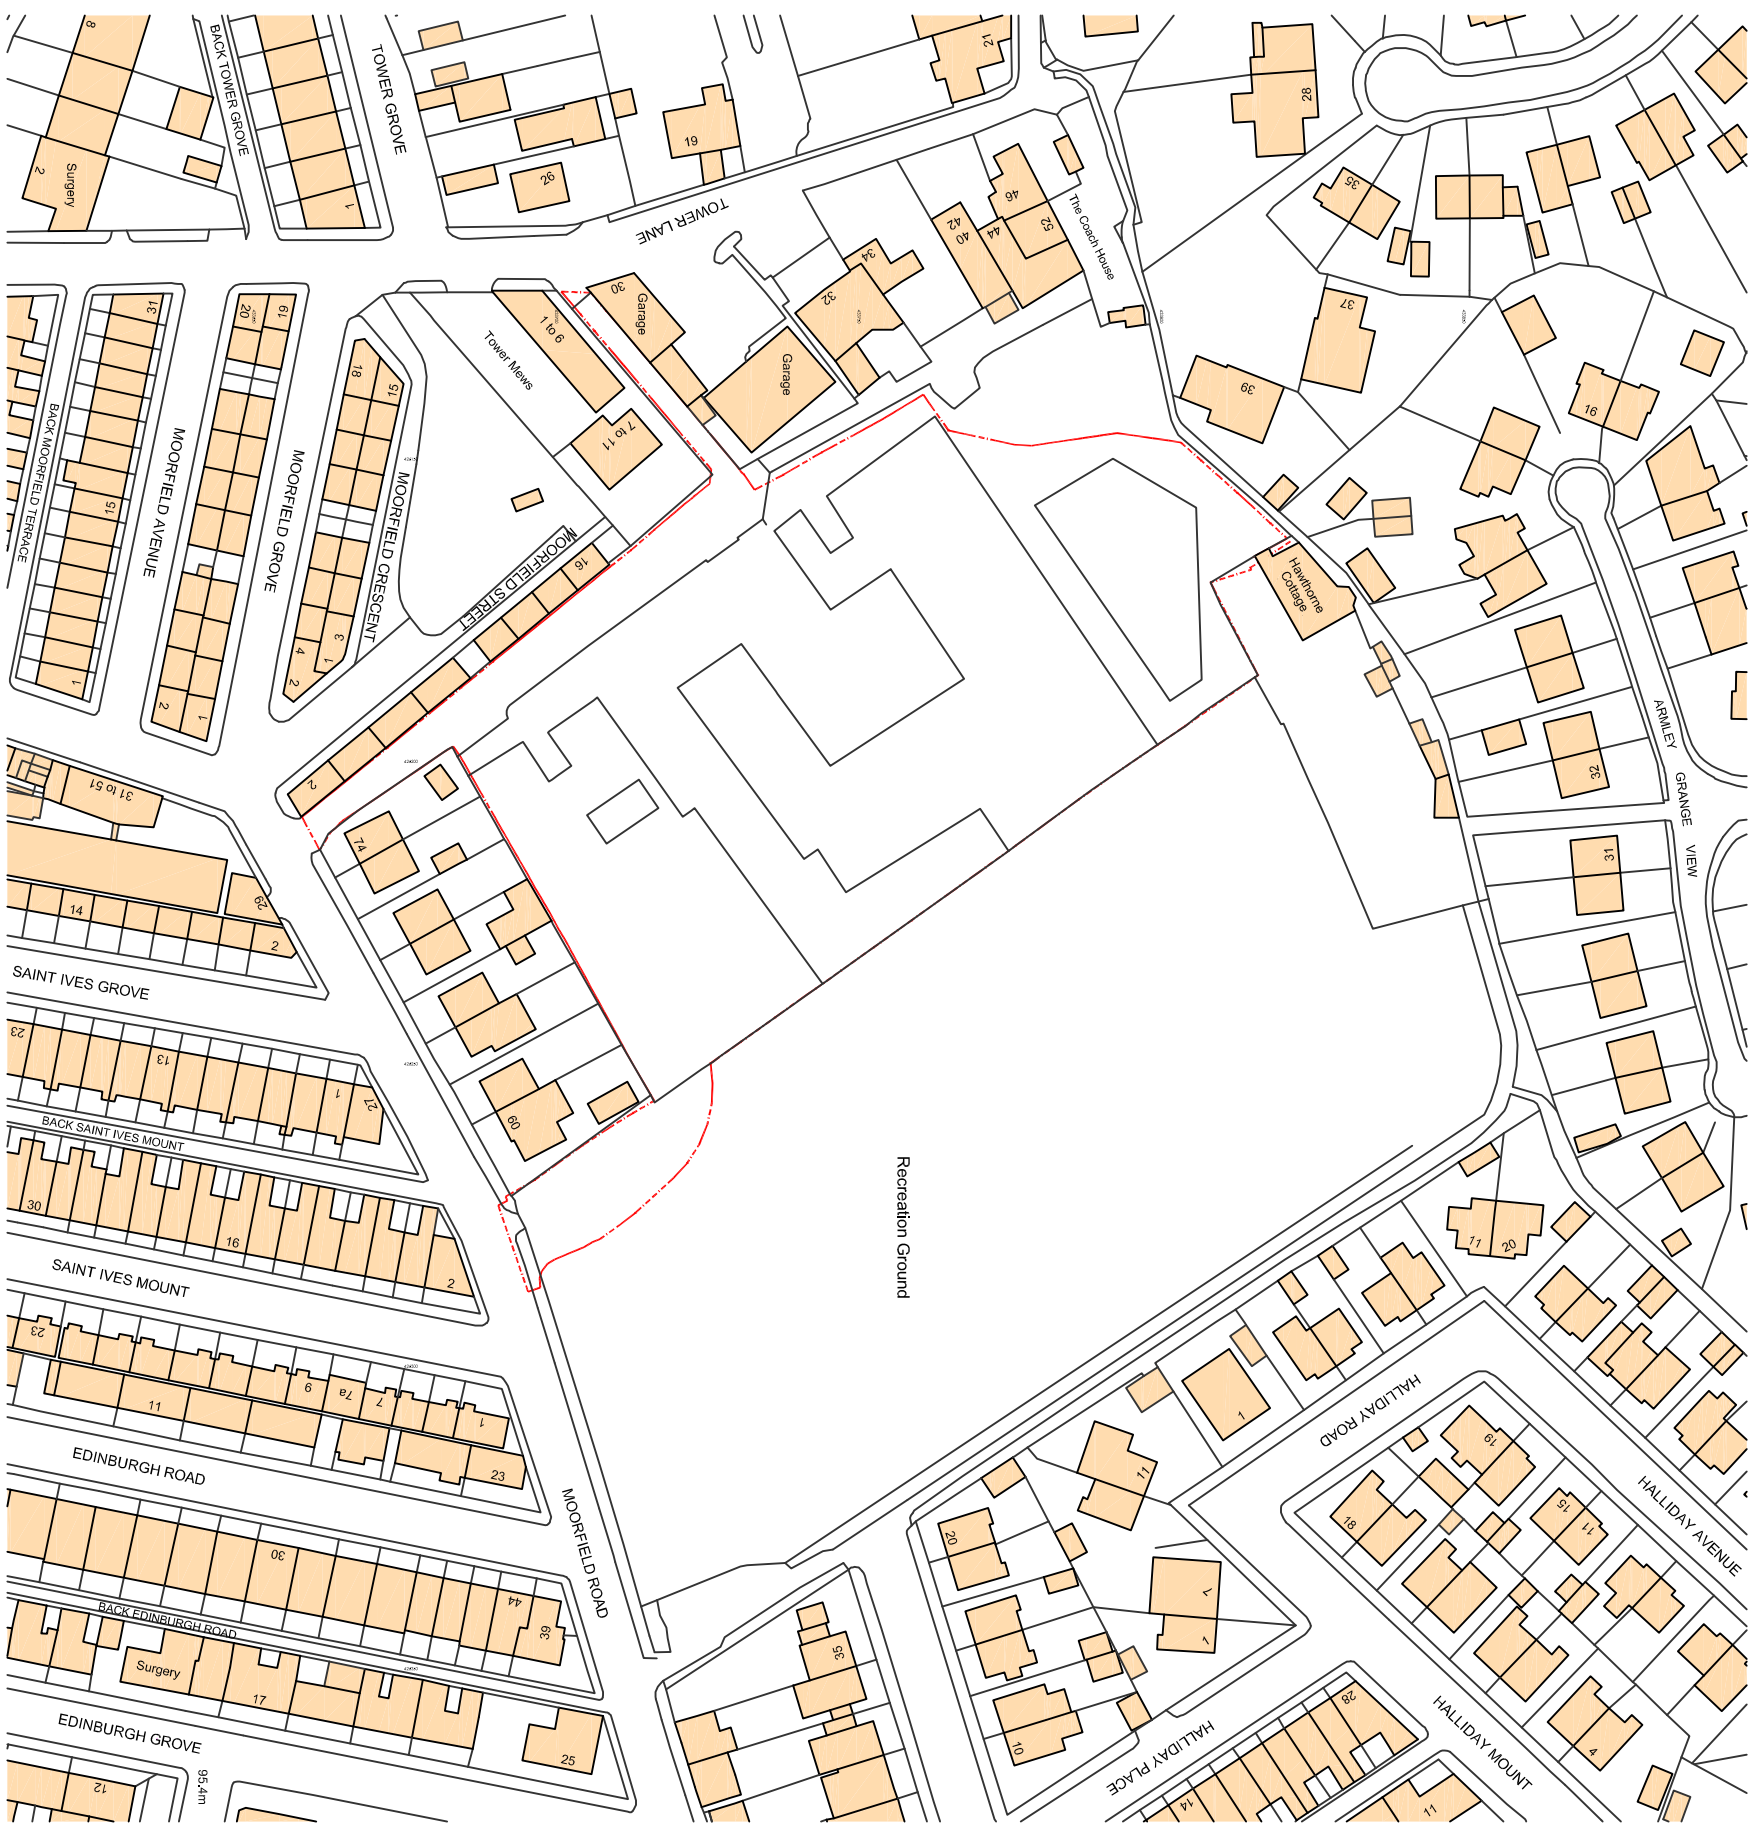 8
BACK TOWER GROVE
TOWER GROVE
21
28
19
2
Surgery
1
26
TOWER LANE
46
52
42
40
44
The Coach House
35
34
32
30
Garage
Garage
37
39
16
31
20
19
1 to 6
Tower Mews
7 to 11
18
15
BACK MOORFIELD TERRACE
15
MOORFIELD AVENUE
MOORFIELD GROVE
MOORFIELD CRESCENT
MOORFIELD STREET
16
Hawthorne
Cottage
3
1
4
2
1
2
1
2
ARMLEY
GRANGE
VIEW
32
31
31 to 51
74
29
14
2
SAINT IVES GROVE
23
13
1
27
60
BACK SAINT IVES MOUNT
30
16
2
SAINT IVES MOUNT
Recreation Ground
11
20
23
9
7a
7
1
11
23
EDINBURGH ROAD
1
HALLIDAY ROAD
11
19
18
15
11
HALLIDAY AVENUE
MOORFIELD ROAD
30
44
39
20
7
1
BACK EDINBURGH ROAD
Surgery
17
35
25
EDINBURGH GROVE
95.4m
12
10
HALLIDAY PLACE
28
14
HALLIDAY MOUNT
4
11